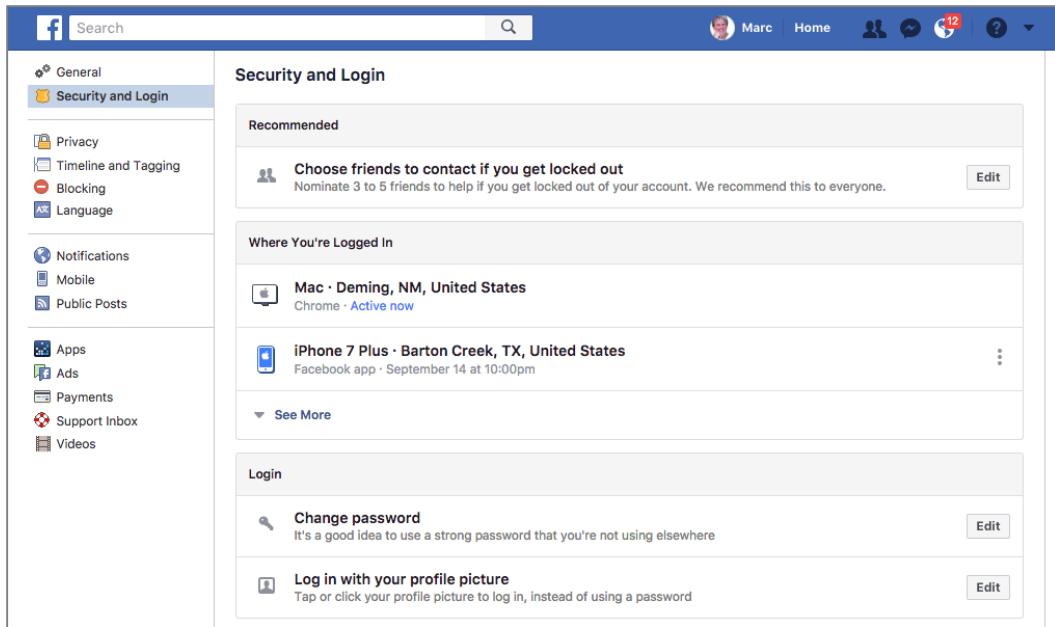 f
Search
Marc
Home
12
?
General
Security and Login
Privacy
Timeline and Tagging
Blocking
Language
Notifications
Mobile
Public Posts
Apps
Ads
Payments
Support Inbox
Videos
Security and Login
Recommended
Choose friends to contact if you get locked out
Nominate 3 to 5 friends to help if you get locked out of your account. We recommend this to everyone.
Edit
Where You're Logged In
Mac · Deming, NM, United States
Chrome · Active now
iPhone 7 Plus · Barton Creek, TX, United States
Facebook app · September 14 at 10:00pm
See More
Login
Change password
It's a good idea to use a strong password that you're not using elsewhere
Edit
Log in with your profile picture
Tap or click your profile picture to log in, instead of using a password
Edit